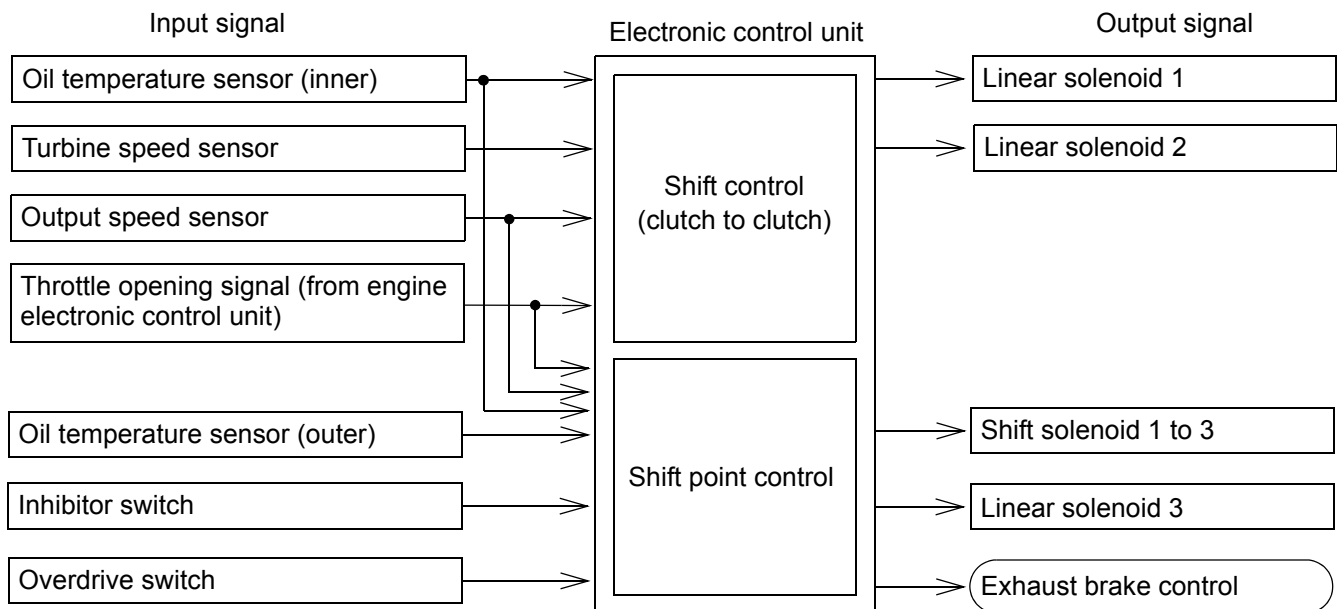 Input signal
Electronic control unit
Output signal
Oil temperature sensor (inner)
Turbine speed sensor
Output speed sensor
Throttle opening signal (from engine
electronic control unit)
Oil temperature sensor (outer)
Inhibitor switch
Overdrive switch
Shift control
(clutch to clutch)
Shift point control
Linear solenoid 1
Linear solenoid 2
Shift solenoid 1 to 3
Linear solenoid 3
Exhaust brake control